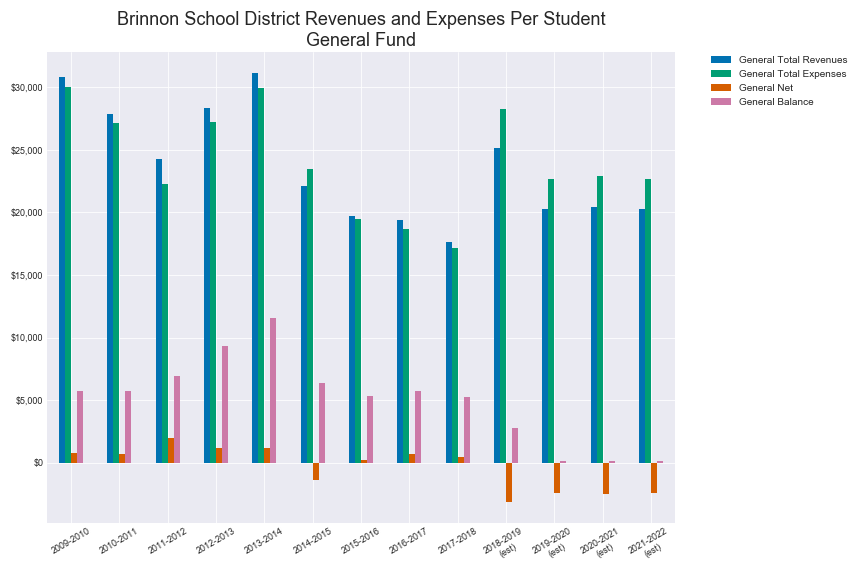 Brinnon School District Revenues and Expenses Per Student
General Fund
General Total Revenues
General Total Expenses
General Net
General Balance
$30,000
$25,000
$20,000
$15,000
$10,000
$5,000
$0
2009-2010
2010-2011
2011-2012
2012-2013
2013-2014
2014-2015
2015-2016
2016-2017
2017-2018
2018-2019
(est)
2019-2020
(est)
2020-2021
(est)
2021-2022
(est)